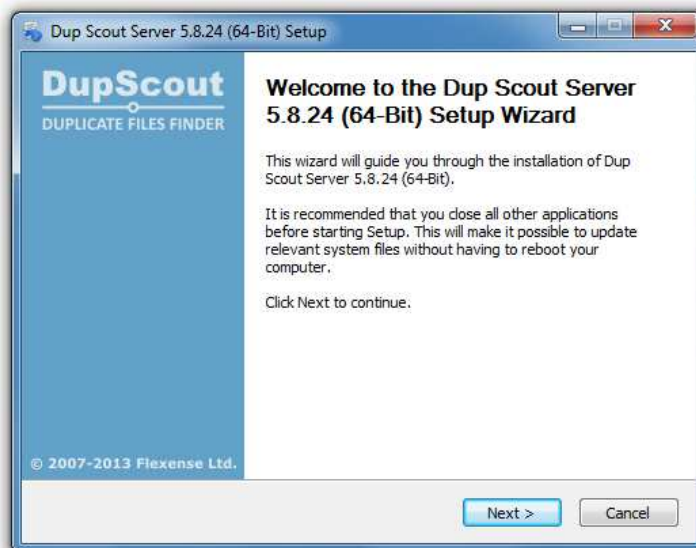 Dup Scout Server 5.8.24 (64-Bit) Setup
DupScout
DUPLICATE FILES FINDER
Welcome to the Dup Scout Server
5.8.24 (64-Bit) Setup Wizard
This wizard will guide you through the installation of Dup
Scout Server 5.8.24 (64-Bit).
It is recommended that you close all other applications
before starting Setup. This will make it possible to update
relevant system files without having to reboot your
computer.
Click Next to continue.
© 2007-2013 Flexense Ltd.
Next >
Cancel